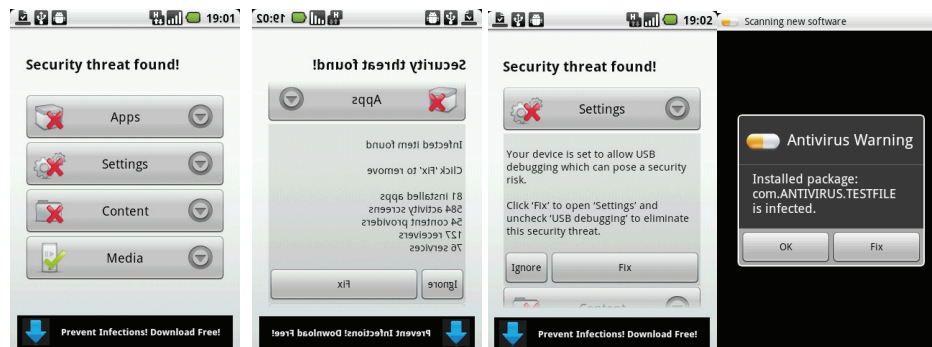 19:01
Security threat found!
Apps
Settings
Content
Media
Prevent Infections! Download Free!
19:02
Security threat found!
Apps
Infected item found
Click 'Fix' to remove
81 installed apps
584 activity screens
54 content providers
127 receivers
76 services
Ignore
Fix
Prevent Infections! Download Free!
19:02
Security threat found!
Settings
Your device is set to allow USB
debugging which can pose a security
risk.
Click 'Fix' to open 'Settings' and
uncheck 'USB debugging' to eliminate
this security threat.
Ignore
Fix
Content
Prevent Infections! Download Free!
Scanning new software
Antivirus Warning
Installed package:
com.ANTIVIRUS.TESTFILE
is infected.
OK
Fix